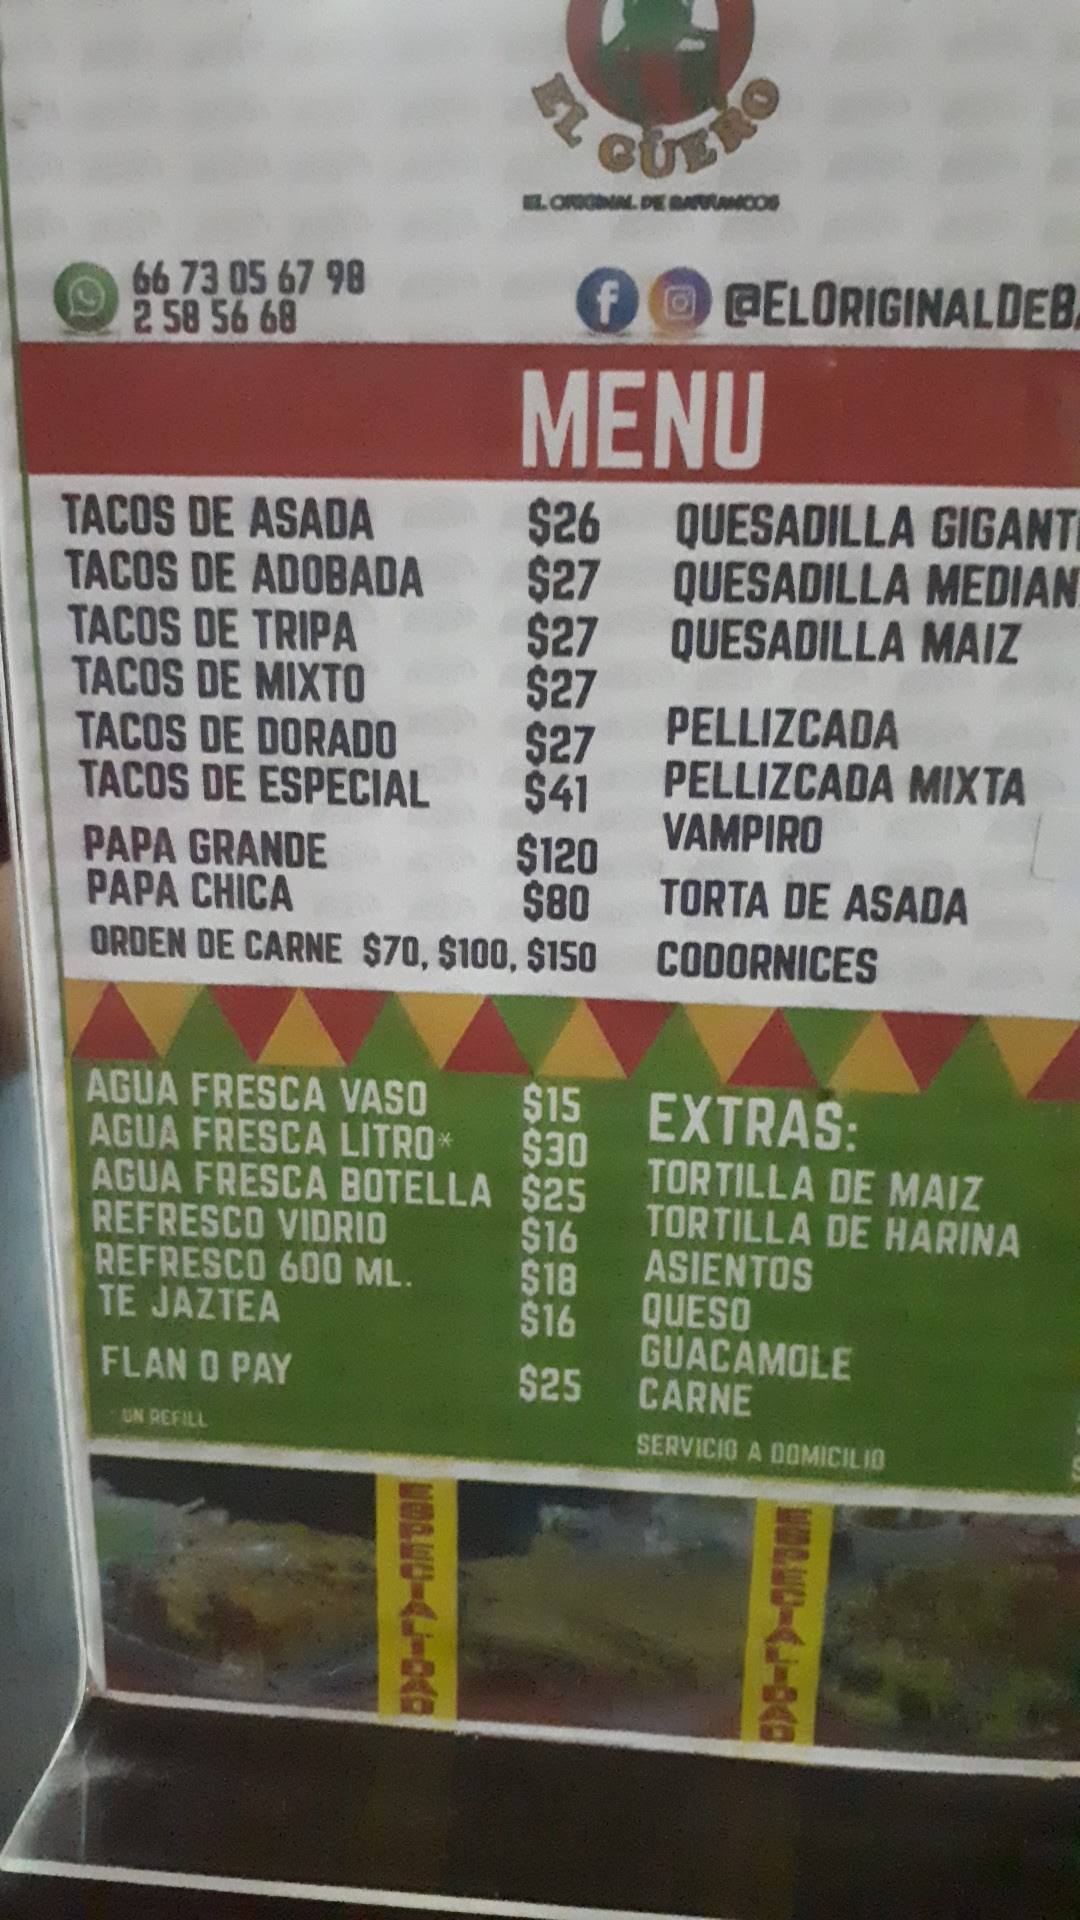 EL GÜERO
EL ORIGINAL DE BARRANCOS
66 73 05 67 98
2 58 56 68
@ELORIGINALDEBA
MENU
TACOS DE ASADA $26
TACOS DE ADOBADA $27
TACOS DE TRIPA $27
TACOS DE MIXTO $27
TACOS DE DORADO $27
TACOS DE ESPECIAL $41
PAPA GRANDE $120
PAPA CHICA $80
ORDEN DE CARNE $70, $100, $150
QUESADILLA GIGANT
QUESADILLA MEDIAN
QUESADILLA MAIZ
PELLIZCADA
PELLIZCADA MIXTA
VAMPIRO
TORTA DE ASADA
CODORNICES
AGUA FRESCA VASO $15
AGUA FRESCA LITRO* $30
AGUA FRESCA BOTELLA $25
REFRESCO VIDRIO $16
REFRESCO 600 ML. $18
TE JAZTEA $16
FLAN O PAY $25
UN REFILL
EXTRAS:
TORTILLA DE MAIZ
TORTILLA DE HARINA
ASIENTOS
QUESO
GUACAMOLE
CARNE
SERVICIO A DOMICILIO
ESPECIALIDAD
ESPECIALIDAD